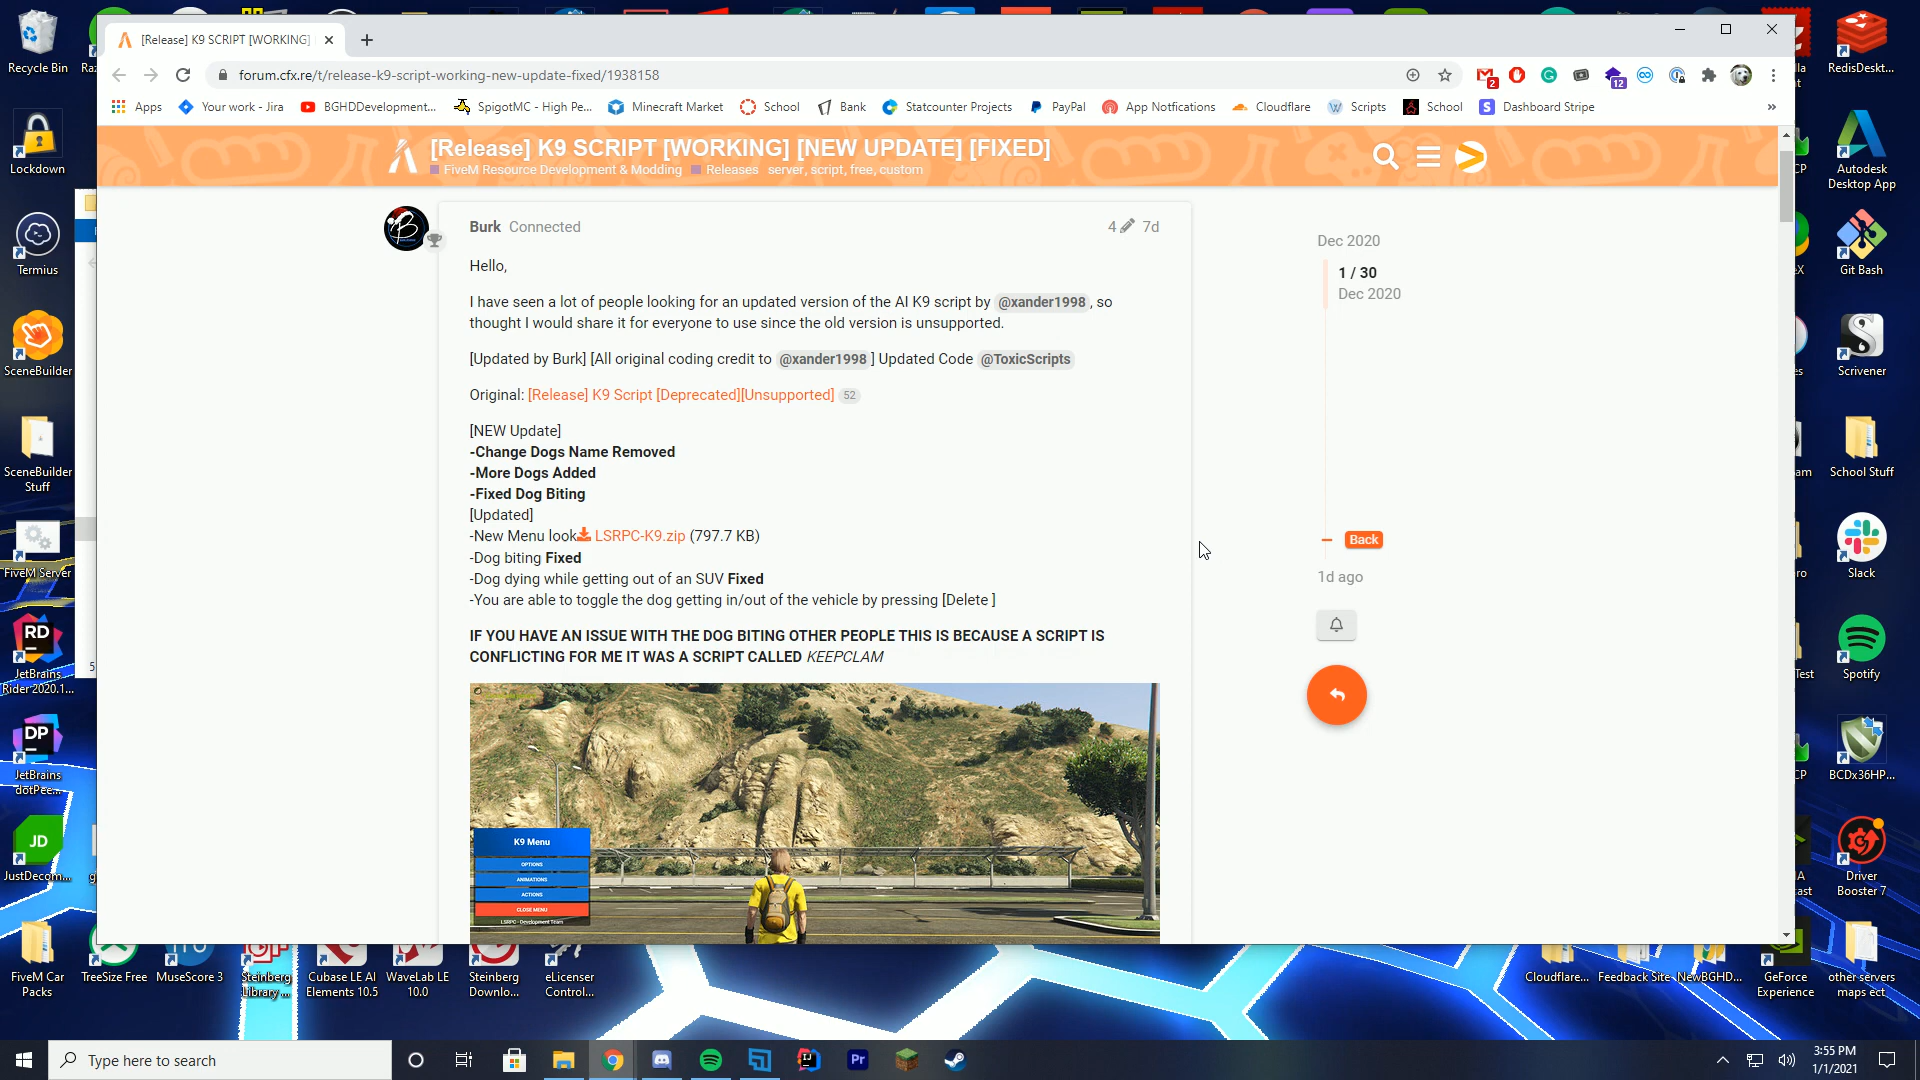 [Release] K9 SCRIPT [WORKING]
forum.cfx.re/t/release-k9-script-working-new-update-fixed/1938158
2
12
Apps
Your work - Jira
BGHDDevelopment...
SpigotMC - High Pe...
Minecraft Market
School
Bank
Statcounter Projects
PayPal
App Notfications
Cloudflare
Scripts
School
Dashboard Stripe
»
[Release] K9 SCRIPT [WORKING] [NEW UPDATE] [FIXED]
FiveM Resource Development & Modding Releases server, script, free, custom
Burk Connected
4 7d
Hello,
I have seen a lot of people looking for an updated version of the AI K9 script by @xander1998 , so
thought I would share it for everyone to use since the old version is unsupported.
[Updated by Burk] [All original coding credit to @xander1998 ] Updated Code @ToxicScripts
Original: [Release] K9 Script [Deprecated][Unsupported] 52
[NEW Update]
-Change Dogs Name Removed
-More Dogs Added
-Fixed Dog Biting
[Updated]
-New Menu look LSRPC-K9.zip (797.7 KB)
-Dog biting Fixed
-Dog dying while getting out of an SUV Fixed
-You are able to toggle the dog getting in/out of the vehicle by pressing [Delete ]
IF YOU HAVE AN ISSUE WITH THE DOG BITING OTHER PEOPLE THIS IS BECAUSE A SCRIPT IS
CONFLICTING FOR ME IT WAS A SCRIPT CALLED KEEPCLAM
K9 Menu
OPTIONS
ANIMATIONS
ACTIONS
CLOSE MENU
LSRPC - Development Team
Dec 2020
1 / 30
Dec 2020
Back
1d ago
Recycle Bin
Lockdown
Termius
SceneBuilder
SceneBuilder
Stuff
FiveM Server
RD
JetBrains
Rider 2020.1...
DP
JetBrains
dotPee...
JD
JustDecom...
FiveM Car
Packs
TreeSize Free
MuseScore 3
Steinberg
Library ...
Cubase LE AI
Elements 10.5
WaveLab LE
10.0
Steinberg
Downlo...
eLicenser
Control...
RedisDeskt...
Autodesk
Desktop App
Git Bash
Scrivener
School Stuff
Slack
Spotify
BCDx36HP...
Driver
Booster 7
Cloudflare...
Feedback Site
NewBGHD...
GeForce
Experience
other servers
maps ect
Type here to search
Pr
3:55 PM
1/1/2021